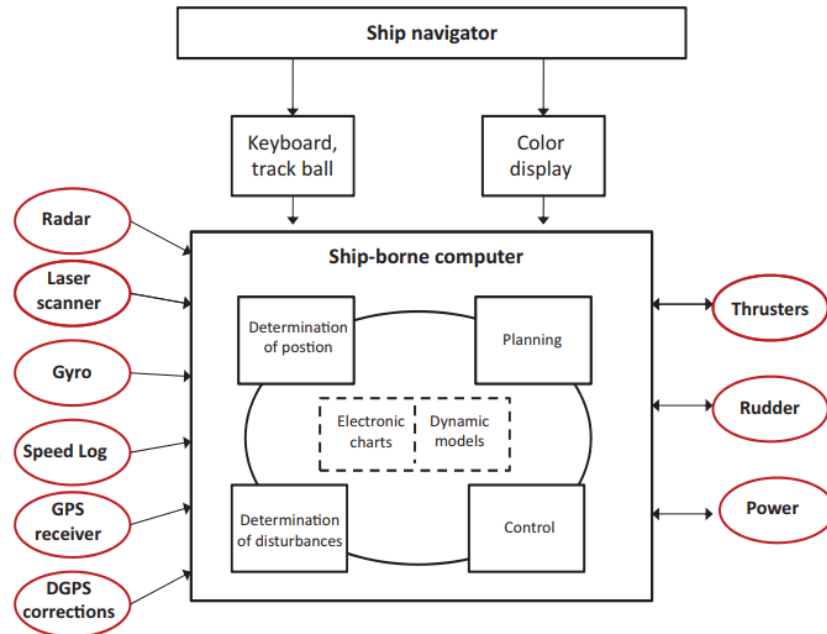 Ship navigator
Keyboard,
track ball
Color
display
Radar
Laser
scanner
Gyro
Speed Log
GPS
receiver
DGPS
corrections
Ship-borne computer
Determination
of postion
Planning
Electronic
charts
Dynamic
models
Determination
of disturbances
Control
Thrusters
Rudder
Power